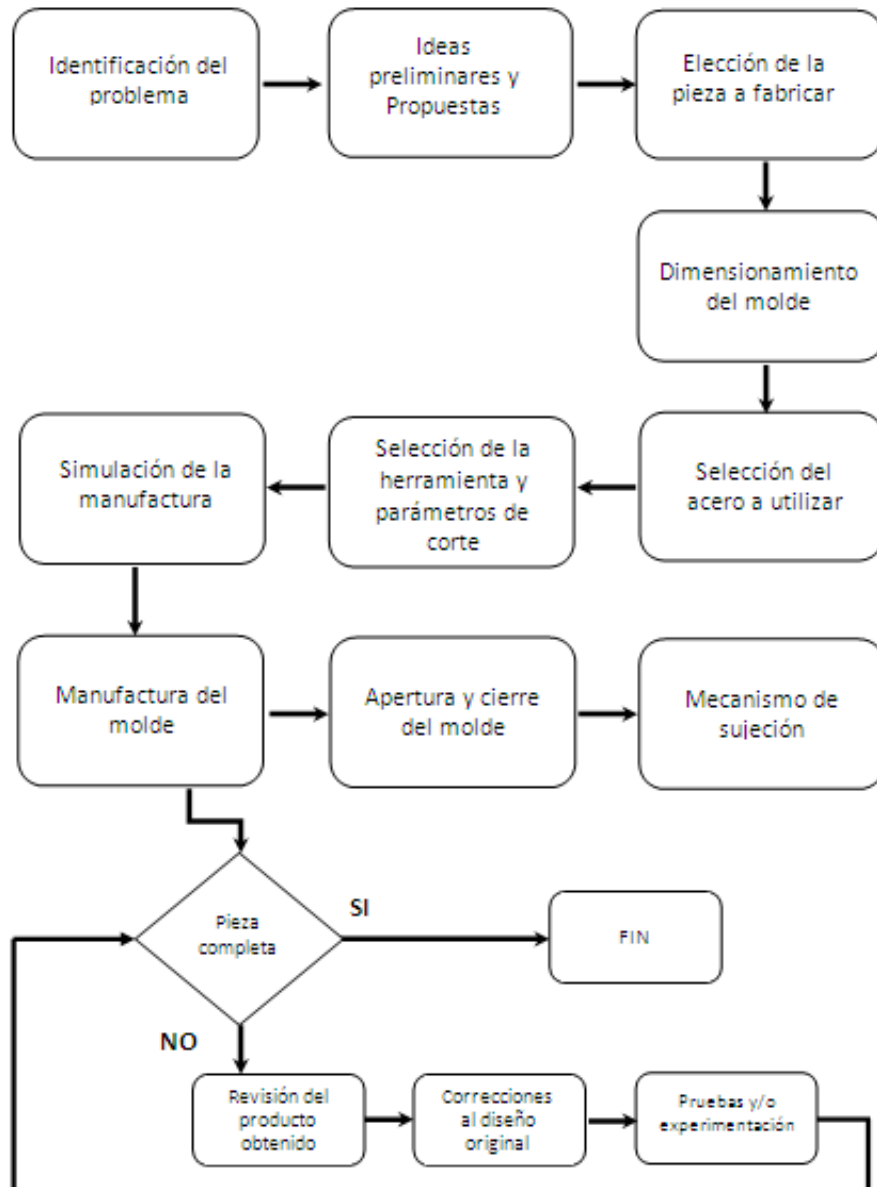 Identificación del
problema
Ideas
preliminares y
Propuestas
Elección de la
pieza a fabricar
Dimensionamiento
del molde
Selección del
acero a utilizar
Selección de la
herramienta y
parámetros de
corte
Simulación de la
manufactura
Manufactura del
molde
Apertura y cierre
del molde
Mecanismo de
sujeción
Pieza
completa
SI
FIN
NO
Revisión del
producto
obtenido
Correcciones
al diseño
original
Pruebas y/o
experimentación